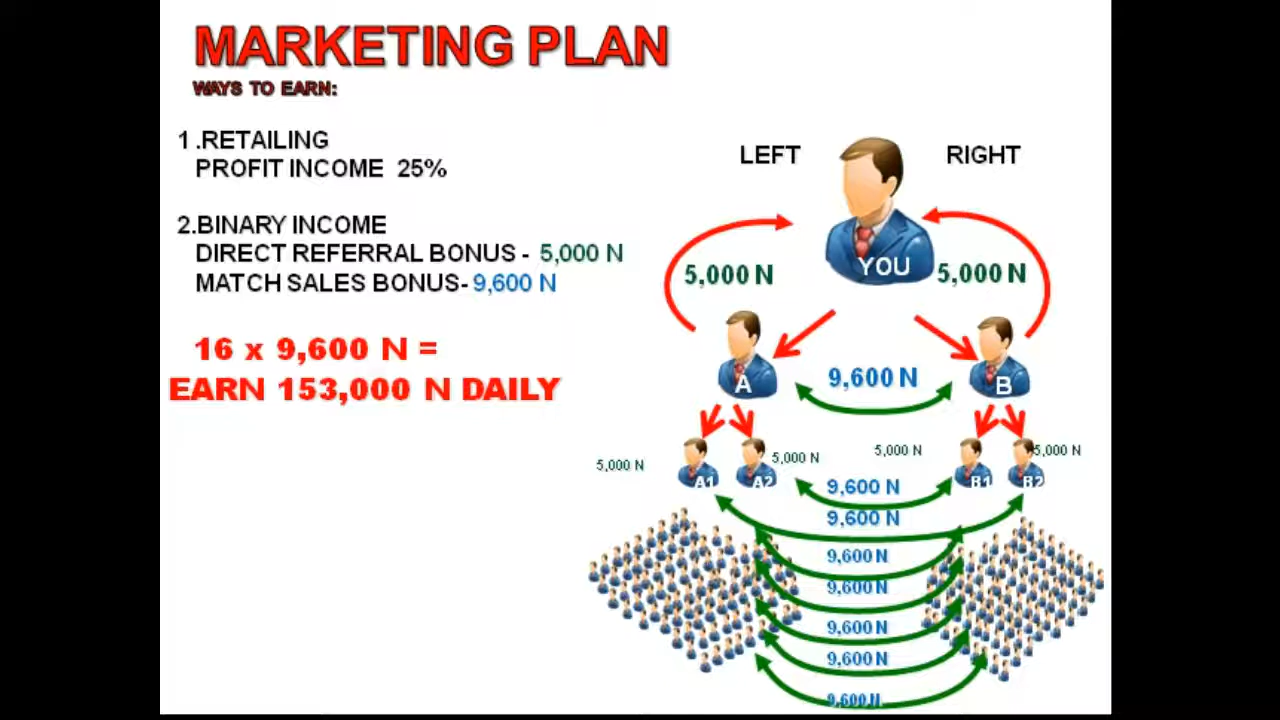 MARKETING PLAN
WAYS TO EARN:
1 .RETAILING
PROFIT INCOME 25%
2.BINARY INCOME
DIRECT REFERRAL BONUS - 5,000 N
MATCH SALES BONUS- 9,600 N
16 x 9,600 N =
EARN 153,000 N DAILY
LEFT
RIGHT
YOU
5,000 N
5,000 N
A
9,600 N
B
5,000 N
5,000 N
5,000 N
5,000 N
A1
A2
B1
B2
9,600 N
9,600 N
9,600 N
9,600 N
9,600 N
9,600 N
9,600 N